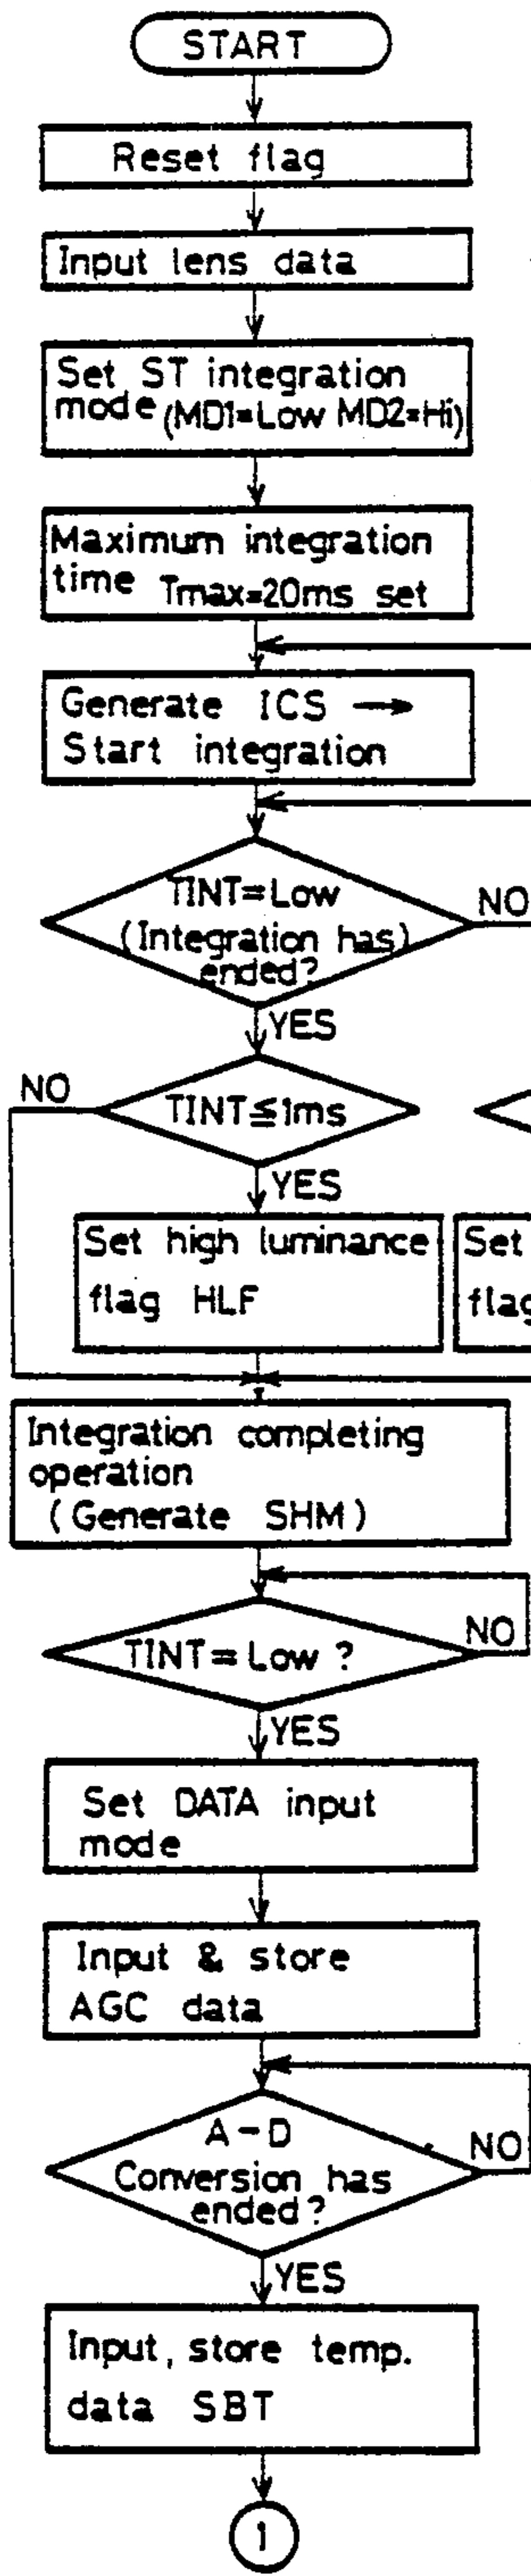 START
Reset flag
Input lens data
Set ST integration
mode (MD1=Low MD2=Hi)
Maximum integration
time Tmax=20ms set
Generate ICS →
Start integration
TINT=Low
(Integration has)
ended?
NO
YES
NO
TINT≦1ms
YES
Set high luminance
flag HLF
Set
flag
Integration completing
operation
(Generate SHM)
TINT=Low ?
NO
YES
Set DATA input
mode
Input & store
AGC data
A-D
Conversion has
ended?
NO
YES
Input, store temp.
data SBT
1